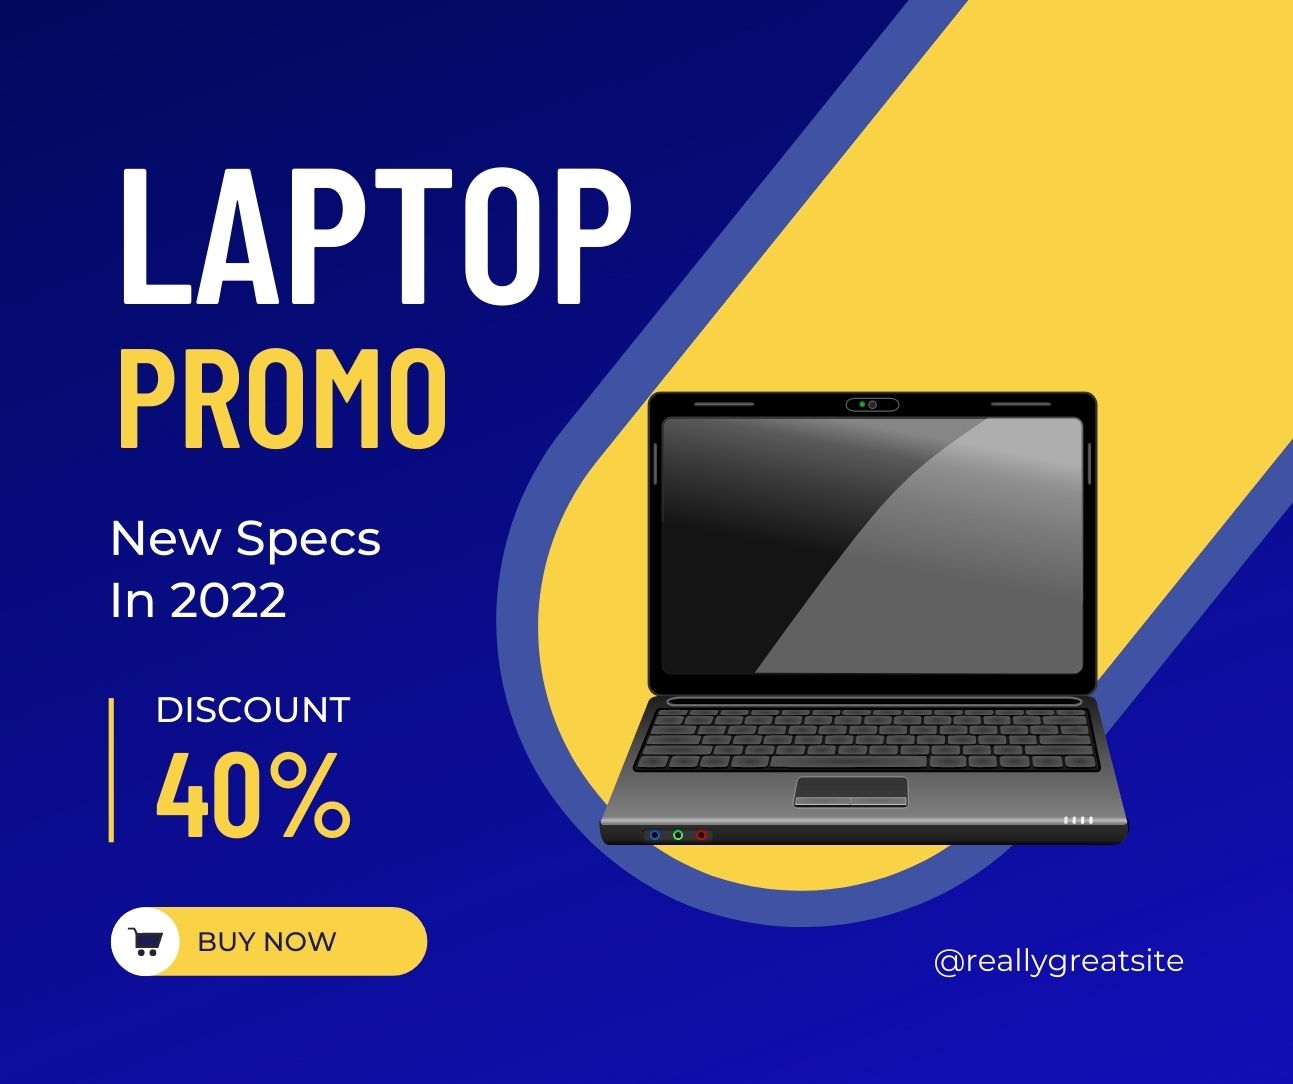 LAPTOP
PROMO
New Specs
In 2022
DISCOUNT
40%
BUY NOW
@reallygreatsite